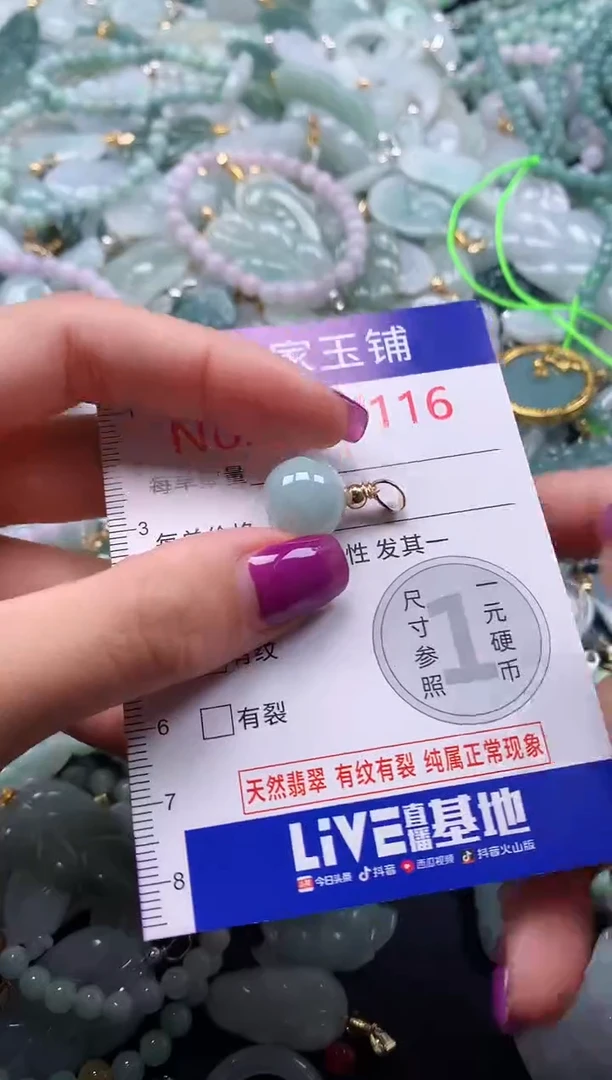 家玉铺
116
3
性 发其一
尺寸参照
1
一元硬币
有纹
6
有裂
7
天然翡翠 有纹有裂 纯属正常现象
8
LiVE直播基地
今日头条 抖音 西瓜视频 抖音火山版